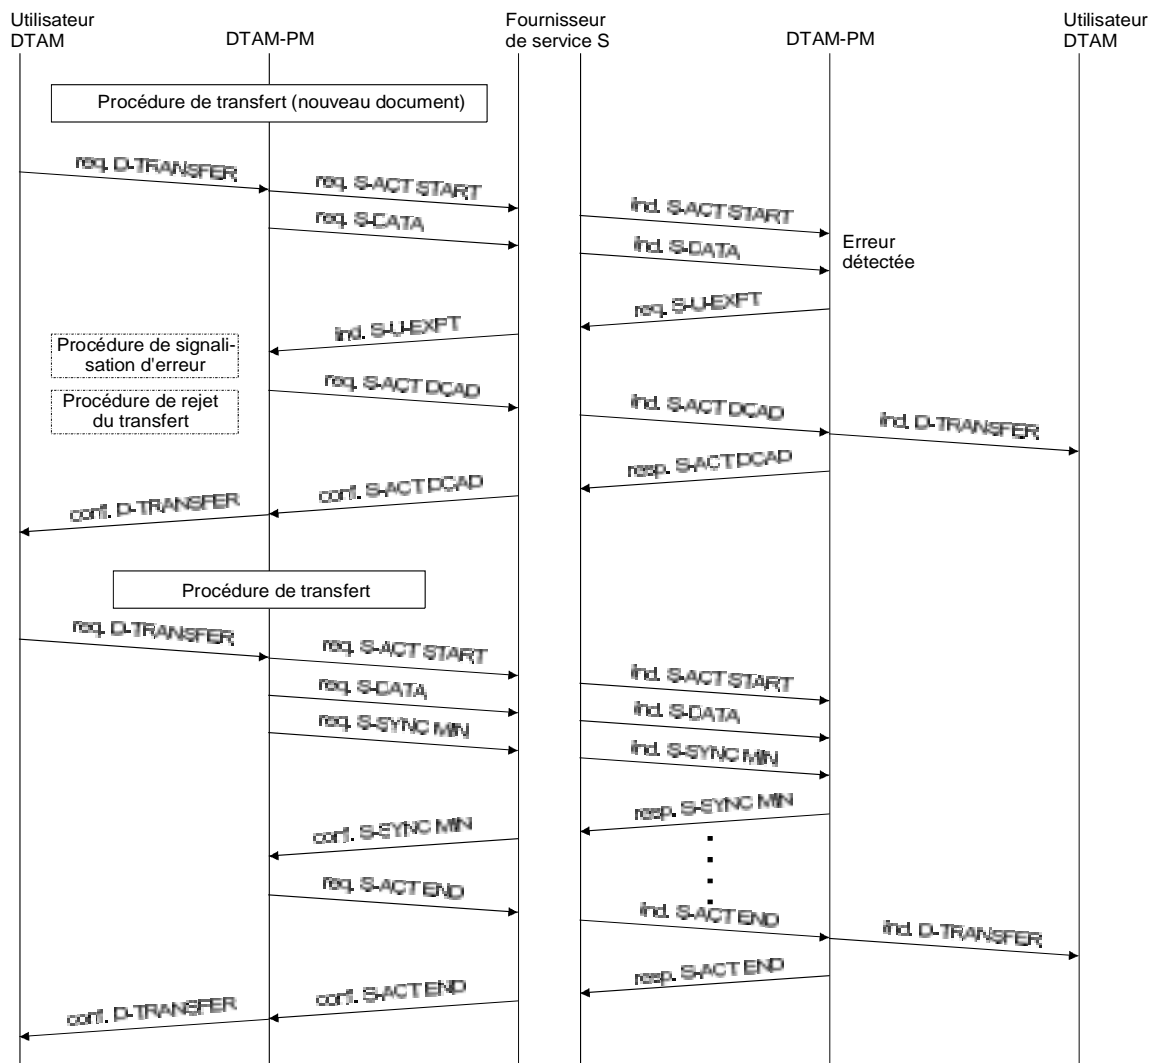 Utilisateur
DTAM
DTAM-PM
Fournisseur
de service S
DTAM-PM
Utilisateur
DTAM
Procédure de transfert (nouveau document)
req. D-TRANSFER
req. S-ACT START
ind. S-ACT START
req. S-DATA
ind. S-DATA
Erreur
détectée
req. S-U-EXPT
ind. S-U-EXPT
Procédure de signali-
sation d'erreur
req. S-ACT DCAD
Procédure de rejet
du transfert
ind. S-ACT DCAD
ind. D-TRANSFER
resp. S-ACT DCAD
conf. S-ACT DCAD
conf. D-TRANSFER
Procédure de transfert
req. D-TRANSFER
req. S-ACT START
ind. S-ACT START
req. S-DATA
ind. S-DATA
req. S-SYNC MIN
ind. S-SYNC MIN
resp. S-SYNC MIN
conf. S-SYNC MIN
req. S-ACT END
ind. S-ACT END
ind. D-TRANSFER
resp. S-ACT END
conf. S-ACT END
conf. D-TRANSFER